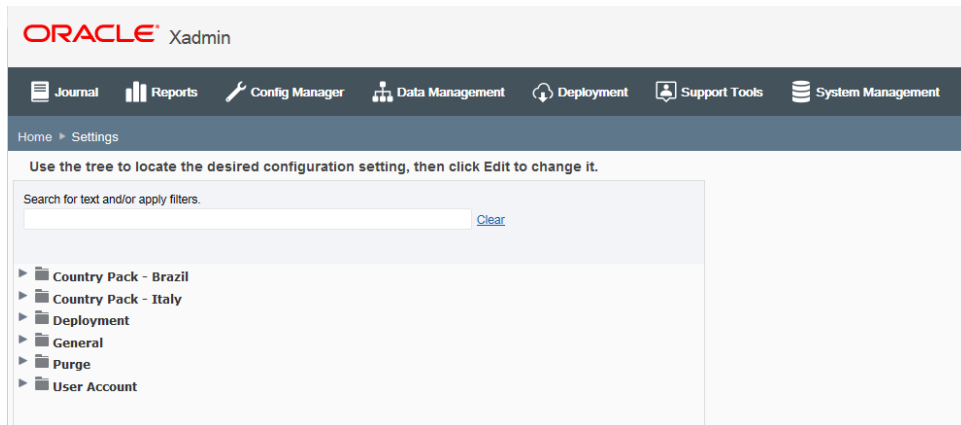 ORACLE® Xadmin
Journal Reports Config Manager Data Management Deployment Support Tools System Management
Home ▶ Settings
Use the tree to locate the desired configuration setting, then click Edit to change it.
Search for text and/or apply filters.
Clear
Country Pack - Brazil
Country Pack - Italy
Deployment
General
Purge
User Account